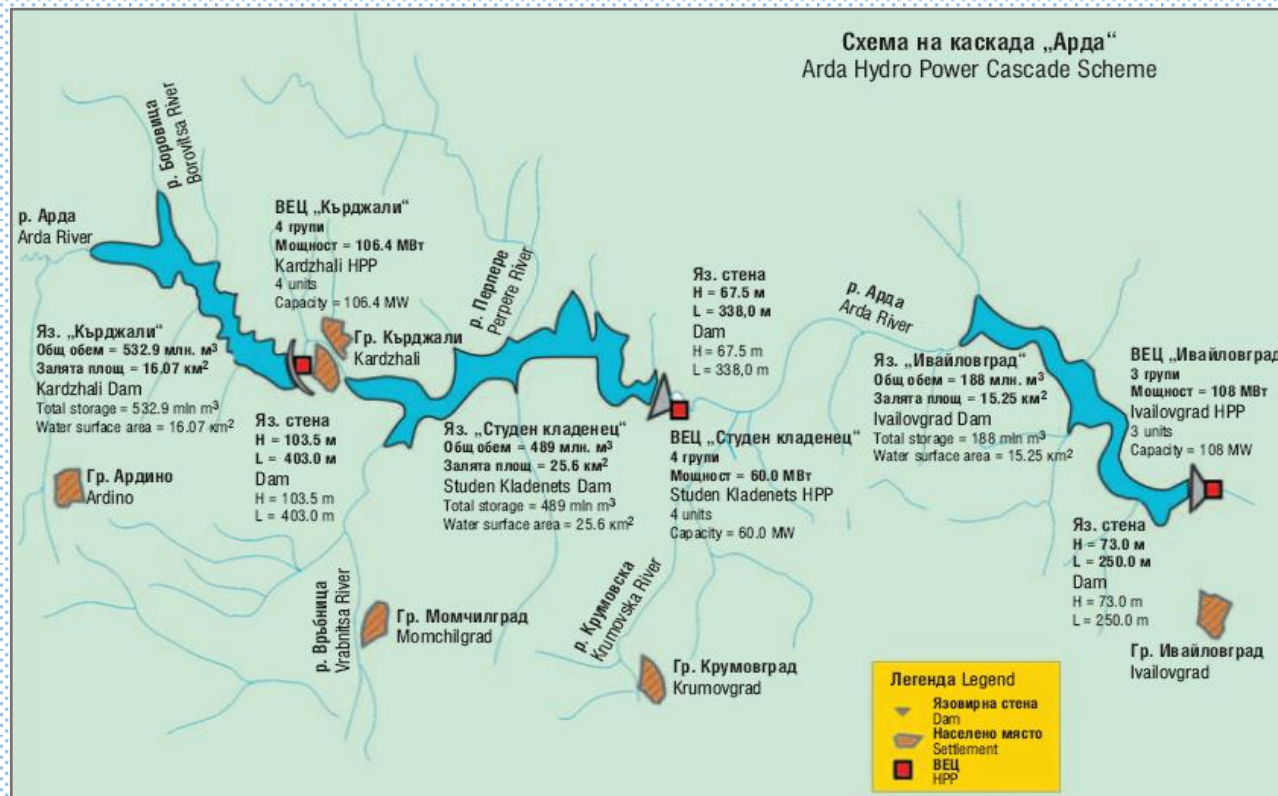 Схема на каскада „Арда“
Arda Hydro Power Cascade Scheme
р. Боровица
Borovitsa River
р. Арда
Arda River
ВЕЦ „Кърджали“
4 групи
Мощност = 106.4 МВт
Kardzhali HPP
4 units
Capacity = 106.4 MW
Гр. Кърджали
Kardzhali
Яз. „Кърджали“
Общ обем = 532.9 млн. м³
Залята площ = 16.07 км²
Kardzhali Dam
Total storage = 532.9 mln m³
Water surface area = 16.07 км²
Яз. стена
H = 103.5 м
L = 403.0 м
Dam
H = 103.5 m
L = 403.0 m
Гр. Ардино
Ardino
р. Перпере
Perpere River
Яз. „Студен кладенец“
Общ обем = 489 млн. м³
Залята площ = 25.6 км²
Studen Kladenets Dam
Total storage = 489 mln m³
Water surface area = 25.6 км²
Яз. стена
H = 67.5 м
L = 338,0 м
Dam
H = 67.5 m
L = 338,0 m
ВЕЦ „Студен кладенец“
4 групи
Мощност = 60.0 МВт
Studen Kladenets HPP
4 units
Capacity = 60.0 MW
р. Върбница
Vrabnitsa River
Гр. Момчилград
Momchilgrad
р. Крумовска
Krumovska River
Гр. Крумовград
Krumovgrad
р. Арда
Arda River
Яз. „Ивайловград“
Общ обем = 188 млн. м³
Залята площ = 15.25 км²
Ivailovgrad Dam
Total storage = 188 mln m³
Water surface area = 15.25 км²
ВЕЦ „Ивайловград“
3 групи
Мощност = 108 МВт
Ivailovgrad HPP
3 units
Capacity = 108 MW
Яз. стена
H = 73.0 м
L = 250.0 м
Dam
H = 73.0 m
L = 250.0 m
Гр. Ивайловград
Ivailovgrad
Легенда Legend
Язовирна стена
Dam
Населено място
Settlement
ВЕЦ
HPP